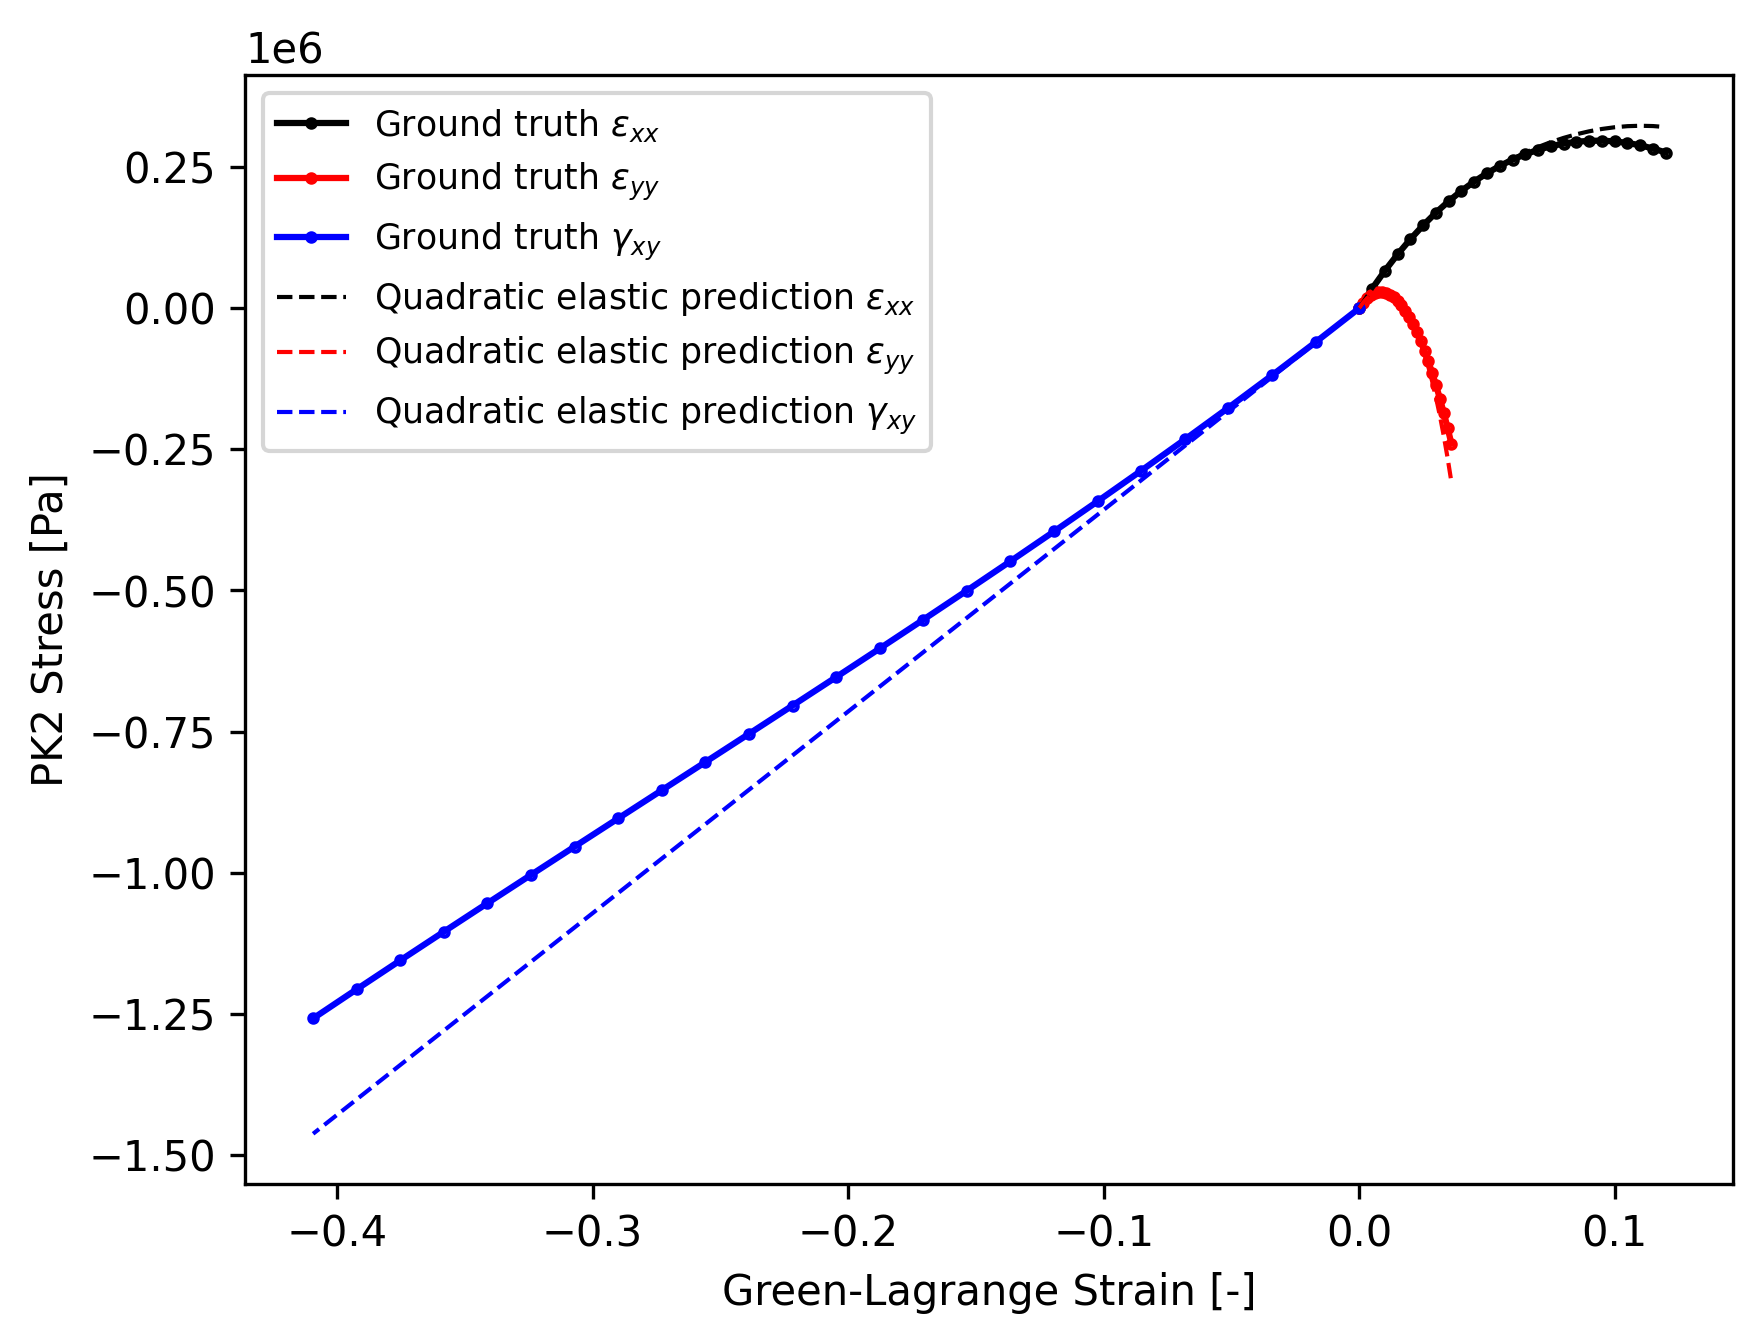 1e6
Ground truth εxx
Ground truth εyy
Ground truth γxy
Quadratic elastic prediction εxx
Quadratic elastic prediction εyy
Quadratic elastic prediction γxy
0.25
0.00
−0.25
−0.50
−0.75
−1.00
−1.25
−1.50
PK2 Stress [Pa]
−0.4 −0.3 −0.2 −0.1 0.0 0.1
Green-Lagrange Strain [-]